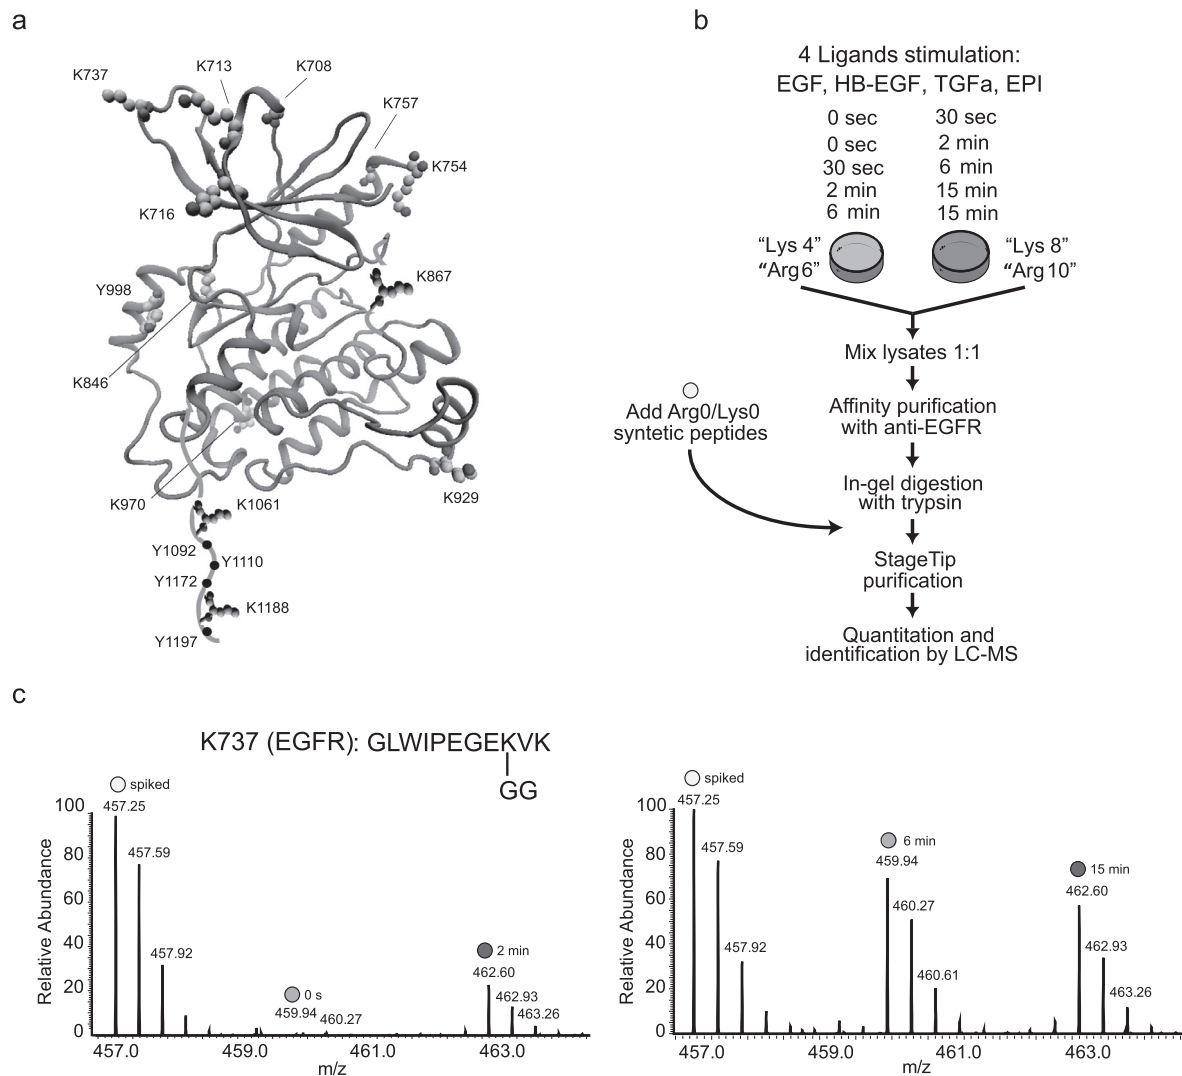 a
K737
K713
K708
K757
K754
K716
K867
Y998
K846
K929
K970
K1061
Y1092
Y1110
Y1172
K1188
Y1197
b
4 Ligands stimulation:
EGF, HB-EGF, TGFa, EPI
0 sec 30 sec
0 sec 2 min
30 sec 6 min
2 min 15 min
6 min 15 min
“Lys 4” “Lys 8”
“Arg6” “Arg10”
Mix lysates 1:1
Add Arg0/Lys0
syntetic peptides
Affinity purification
with anti-EGFR
In-gel digestion
with trypsin
StageTip
purification
Quantitation and
identification by LC-MS
c
K737 (EGFR): GLWIPEGEKVK
GG
spiked
457.25
457.59
457.92
0 s
459.94
460.27
2 min
462.60
462.93
463.26
100
80
60
40
20
0
Relative Abundance
457.0 459.0 461.0 463.0
m/z
spiked
457.25
457.59
457.92
6 min
459.94
460.27
460.61
15 min
462.60
462.93
463.26
100
80
60
40
20
0
Relative Abundance
457.0 459.0 461.0 463.0
m/z